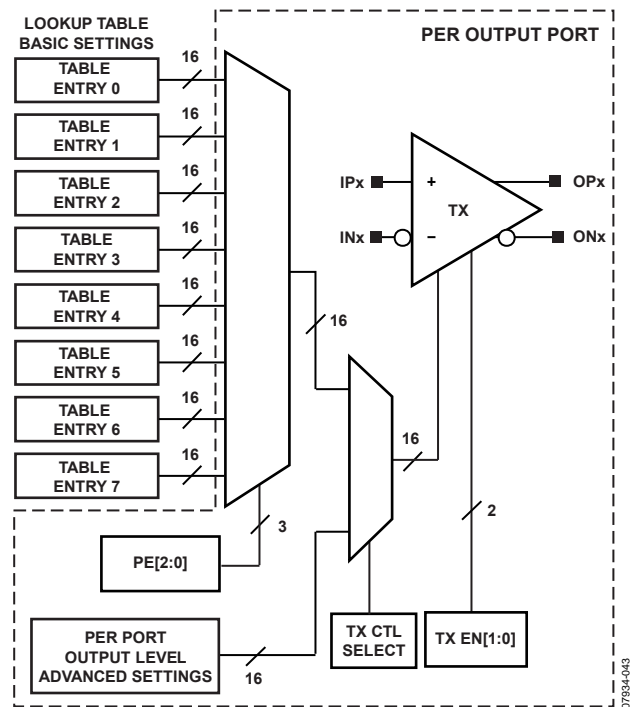 LOOKUP TABLE
BASIC SETTINGS
PER OUTPUT PORT
TABLE
ENTRY 0
16
TABLE
ENTRY 1
16
TABLE
ENTRY 2
16
TABLE
ENTRY 3
16
TABLE
ENTRY 4
16
TABLE
ENTRY 5
16
TABLE
ENTRY 6
16
TABLE
ENTRY 7
16
16
IPx
+
OPx
TX
INx
–
ONx
16
2
3
PE[2:0]
PER PORT
OUTPUT LEVEL
ADVANCED SETTINGS
16
TX CTL
SELECT
TX EN[1:0]
07934-043